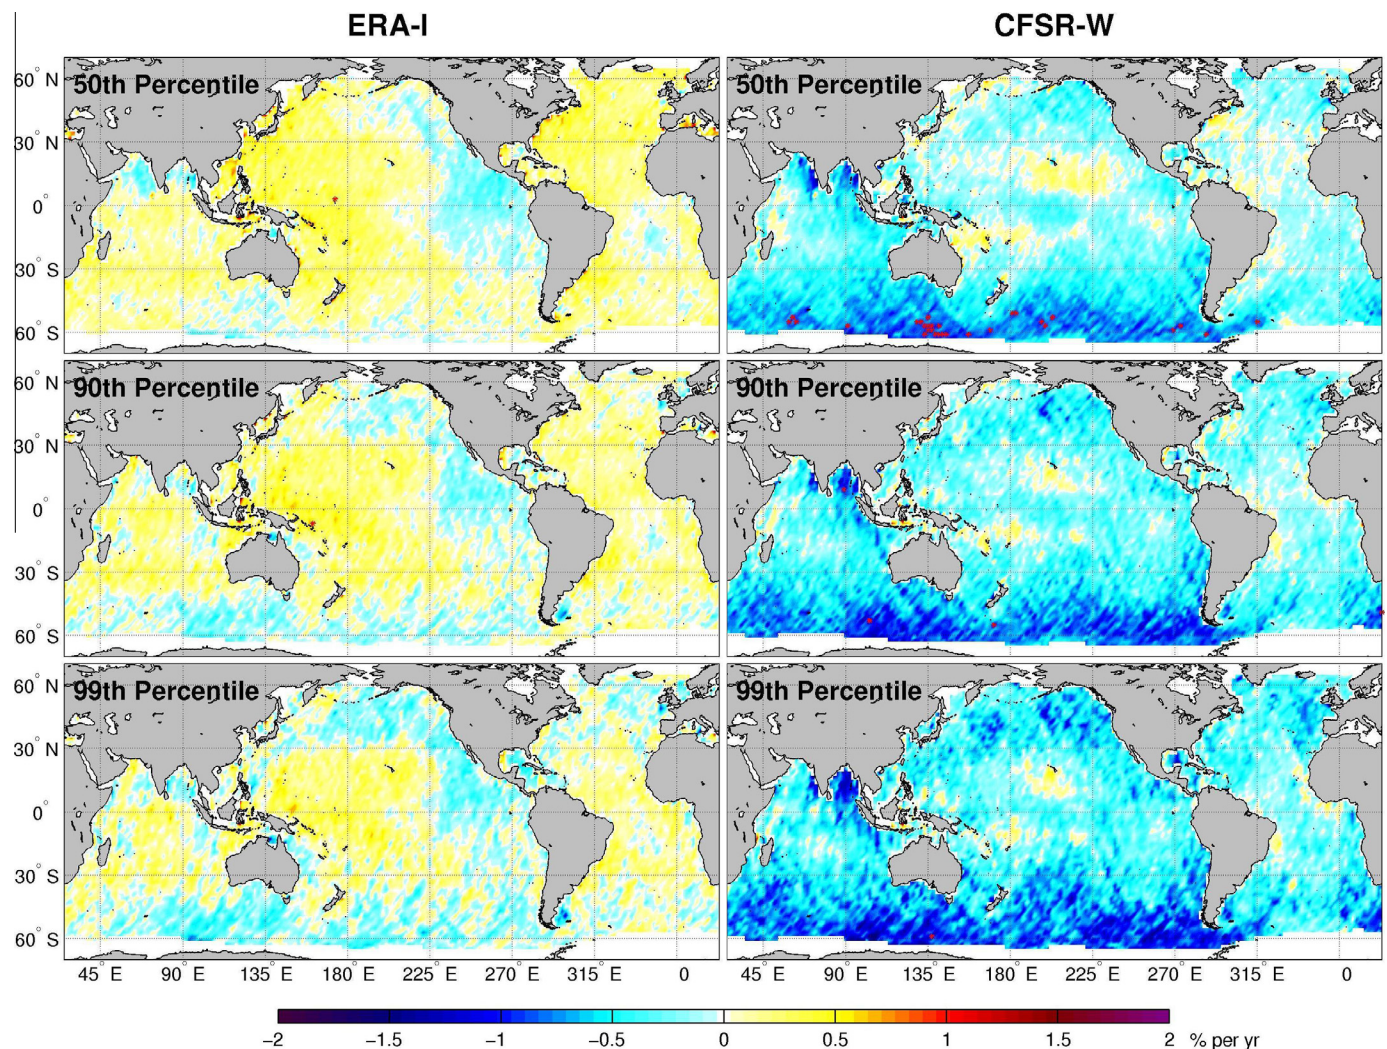 ERA-I CFSR-W
60° N 50th Percentile 50th Percentile
30° N
0°
30° S
60° S
60° N 90th Percentile 90th Percentile
30° N
0°
30° S
60° S
60° N 99th Percentile 99th Percentile
30° N
0°
30° S
60° S
45° E 90° E 135° E 180° E 225° E 270° E 315° E 0 45° E 90° E 135° E 180° E 225° E 270° E 315° E 0
−2 −1.5 −1 −0.5 0 0.5 1 1.5 2 % per yr